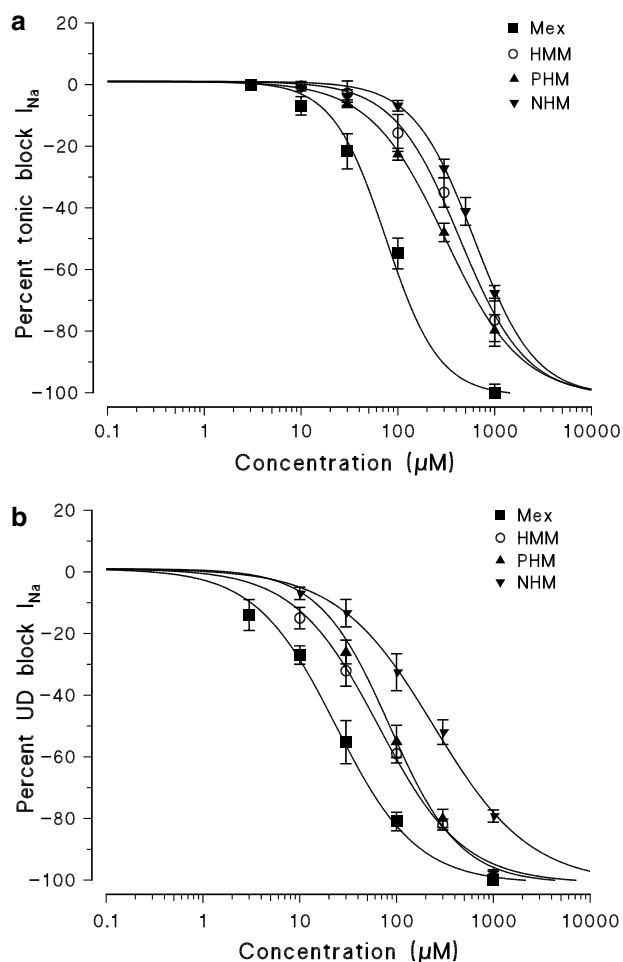 a
20
0
−20
−40
−60
−80
−100
Percent tonic block I_Na
Mex
HMM
PHM
NHM
0.1 1 10 100 1000 10000
Concentration (µM)
b
20
0
−20
−40
−60
−80
−100
Percent UD block I_Na
Mex
HMM
PHM
NHM
0.1 1 10 100 1000 10000
Concentration (µM)